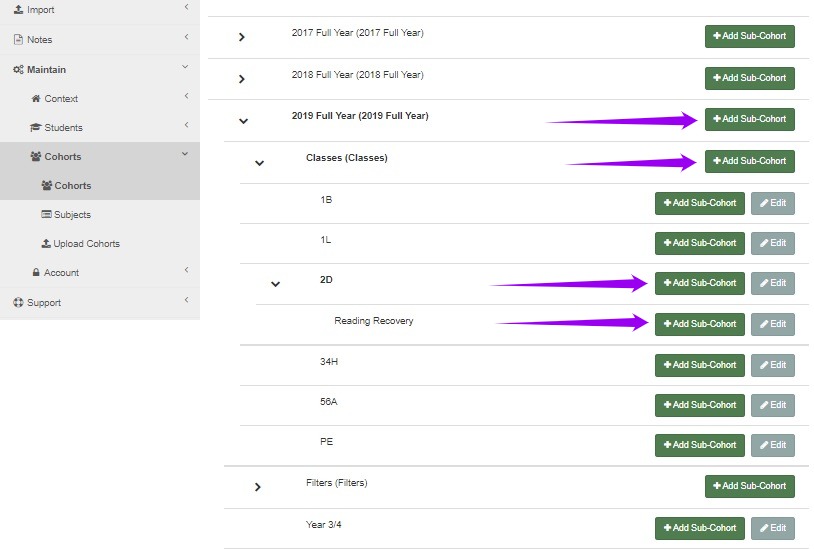 Import
Notes
Maintain
Context
Students
Cohorts
Cohorts
Subjects
Upload Cohorts
Account
Support
2017 Full Year (2017 Full Year) Add Sub-Cohort
2018 Full Year (2018 Full Year) Add Sub-Cohort
2019 Full Year (2019 Full Year) Add Sub-Cohort
Classes (Classes) Add Sub-Cohort
1B Add Sub-Cohort Edit
1L Add Sub-Cohort Edit
2D Add Sub-Cohort Edit
Reading Recovery Add Sub-Cohort Edit
34H Add Sub-Cohort Edit
56A Add Sub-Cohort Edit
PE Add Sub-Cohort Edit
Filters (Filters) Add Sub-Cohort
Year 3/4 Add Sub-Cohort Edit